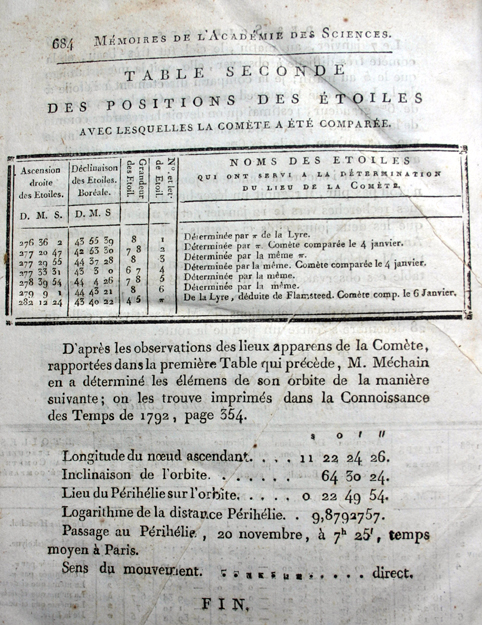 684 MÉMOIRES DE L'ACADÉMIE DES SCIENCES.
TABLE SECONDE
DES POSITIONS DES ÉTOILES
AVEC LESQUELLES LA COMÈTE A ÉTÉ COMPARÉE.
Ascension droite des Etoiles. Déclinaison des Etoiles. Boréale. Grandeur des Etoil. Nos et let. de Etoil. NOMS DES ETOILES
QUI ONT SERVI A LA DÉTERMINATION
DU LIEU DE LA COMÈTE.
D. M. S. D. M. S
276 36 2 43 55 39 8 1 Déterminée par π de la Lyre.
277 20 47 42 63 30 7 8 2 Déterminée par π. Comète comparée le 4 janvier.
277 29 55 44 37 28 8 3 Déterminée par la même π.
277 33 31 43 3 0 6 7 4 Déterminée par la même. Comète comparée le 4 janvier.
278 39 54 44 4 26 7 8 5 Déterminée par la même.
279 9 1 44 43 21 8 6 Déterminée par la même.
282 12 24 43 40 22 4 5 π De la Lyre, déduite de Flamsteed. Comète comp. le 6 Janvier.
D'après les observations des lieux apparens de la Comète,
rapportées dans la première Table qui précède, M. Méchain
en a déterminé les élémens de son orbite de la manière
suivante; on les trouve imprimés dans la Connoissance
des Temps de 1792, page 354.
s o ' "
Longitude du nœud ascendant. . . . 11 22 24 26.
Inclinaison de l'orbite. . . . . . . 64 30 24.
Lieu du Périhélie sur l'orbite. . . . . 0 22 49 54.
Logarithme de la distance Périhélie. . 9,8792757.
Passage au Périhélie, 20 novembre, à 7h 25', temps
moyen à Paris.
Sens du mouvement. . . . . . . . . . . . direct.
FIN.